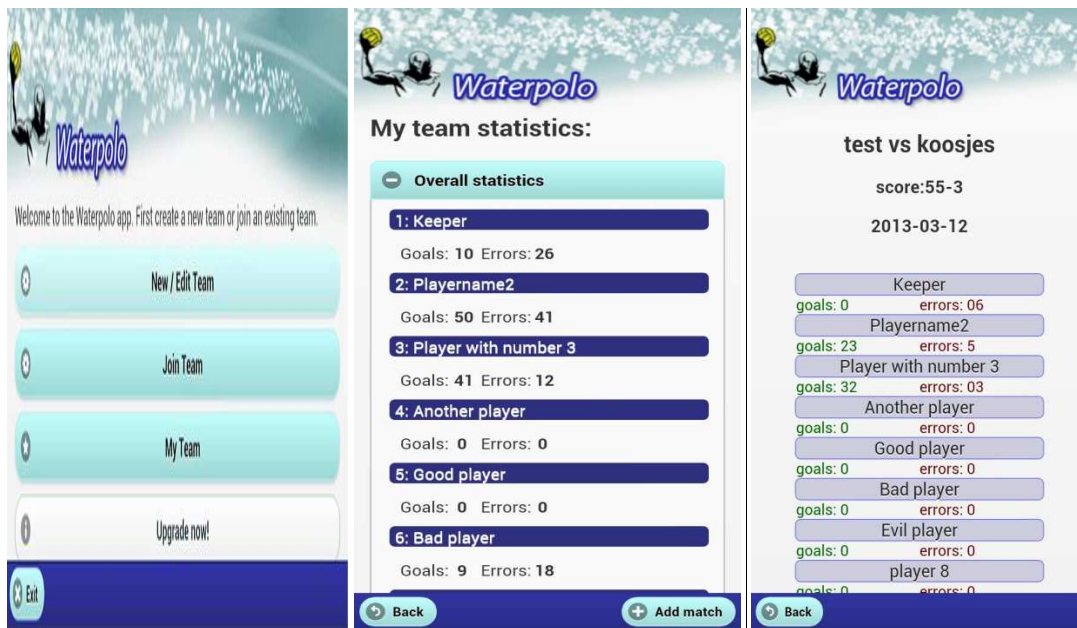 Waterpolo
Welcome to the Waterpolo app. First create a new team or join an existing team.
New / Edit Team
Join Team
My Team
Upgrade now!
Exit
Waterpolo
My team statistics:
Overall statistics
1: Keeper
Goals: 10 Errors: 26
2: Playername2
Goals: 50 Errors: 41
3: Player with number 3
Goals: 41 Errors: 12
4: Another player
Goals: 0 Errors: 0
5: Good player
Goals: 0 Errors: 0
6: Bad player
Goals: 9 Errors: 18
Back
Add match
Waterpolo
test vs koosjes
score:55-3
2013-03-12
Keeper
goals: 0 errors: 06
Playername2
goals: 23 errors: 5
Player with number 3
goals: 32 errors: 03
Another player
goals: 0 errors: 0
Good player
goals: 0 errors: 0
Bad player
goals: 0 errors: 0
Evil player
goals: 0 errors: 0
player 8
goals: 0 errors: 0
Back